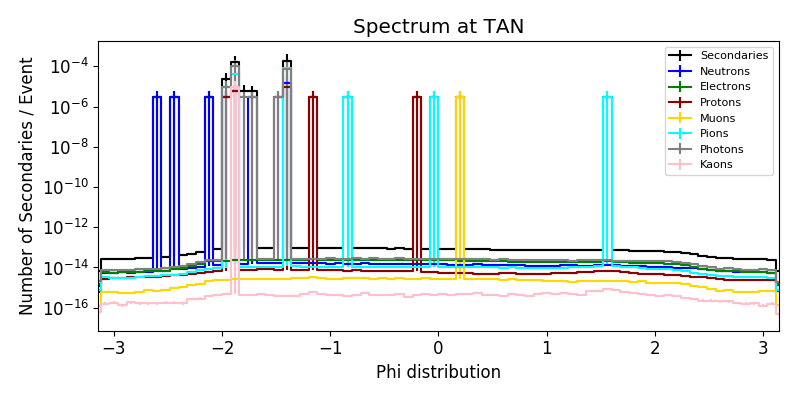 Spectrum at TAN
Number of Secondaries / Event
10⁻⁴
10⁻⁶
10⁻⁸
10⁻¹⁰
10⁻¹²
10⁻¹⁴
10⁻¹⁶
Secondaries
Neutrons
Electrons
Protons
Muons
Pions
Photons
Kaons
−3 −2 −1 0 1 2 3
Phi distribution